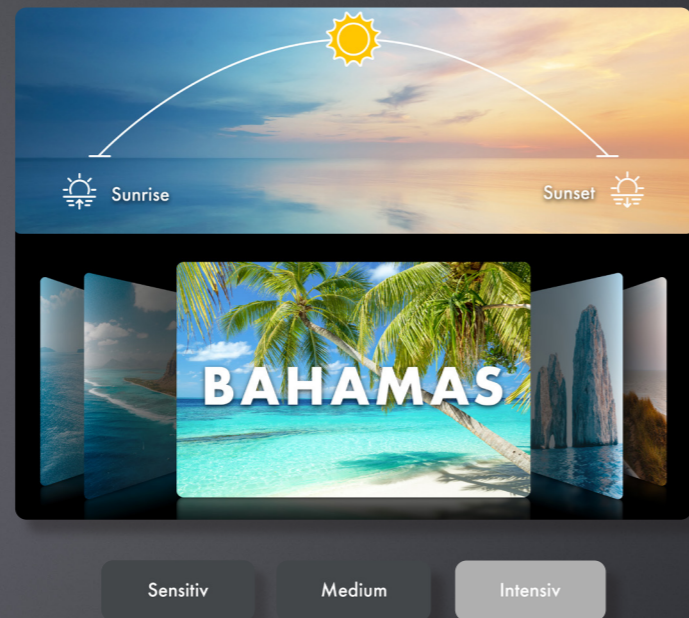 Sunrise
Sunset
BAHAMAS
Sensitiv
Medium
Intensiv